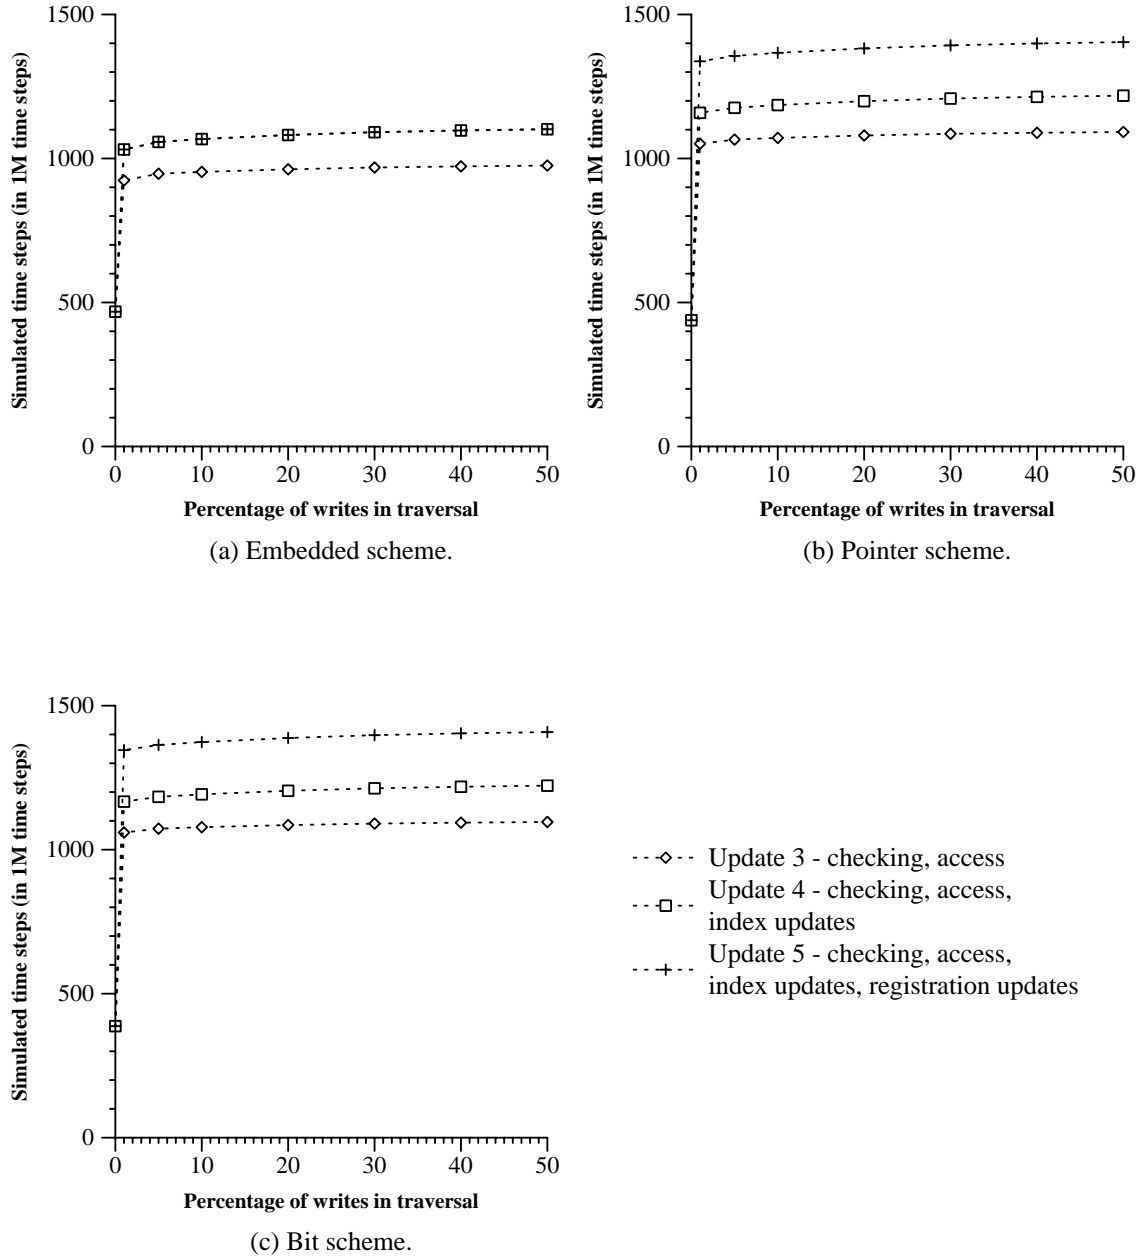 1500
1000
500
0
Simulated time steps (in 1M time steps)
0 10 20 30 40 50
Percentage of writes in traversal
(a) Embedded scheme.
1500
1000
500
0
Simulated time steps (in 1M time steps)
0 10 20 30 40 50
Percentage of writes in traversal
(b) Pointer scheme.
1500
1000
500
0
Simulated time steps (in 1M time steps)
0 10 20 30 40 50
Percentage of writes in traversal
(c) Bit scheme.
Update 3 - checking, access
Update 4 - checking, access,
index updates
Update 5 - checking, access,
index updates, registration updates